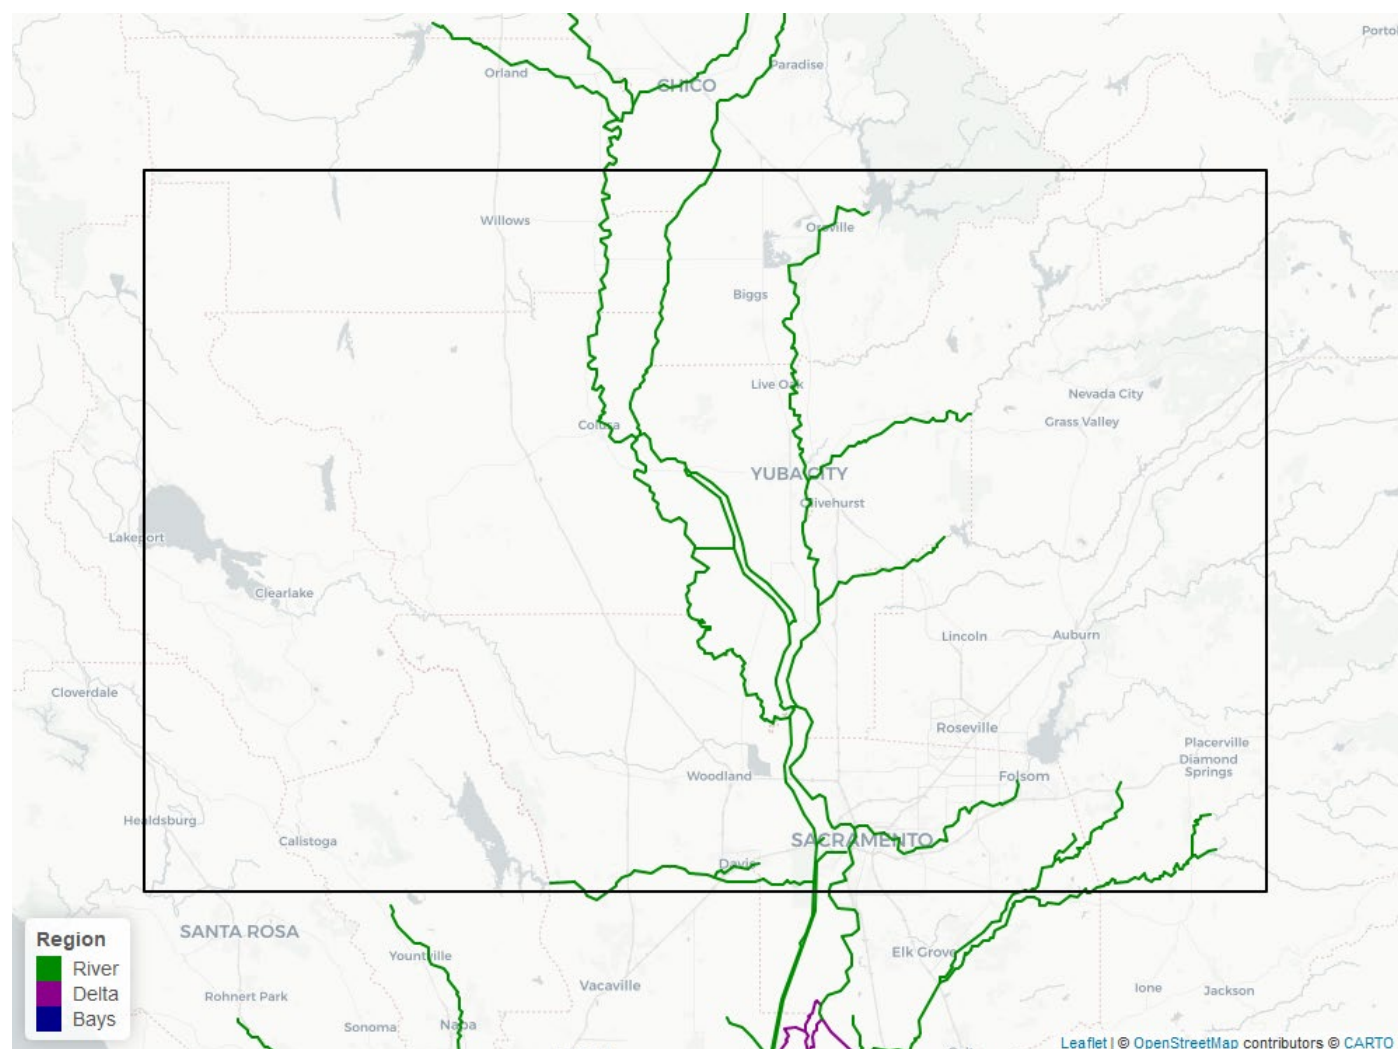 Portol
Paradise
Orland
CHICO
Willows
Oroville
Biggs
Live Oak
Nevada City
Grass Valley
Colusa
YUBA CITY
Olivehurst
Lakeport
Clearlake
Lincoln
Auburn
Cloverdale
Roseville
Placerville
Diamond
Springs
Woodland
Folsom
Healdsburg
Calistoga
SACRAMENTO
Davis
SANTA ROSA
Yountville
Elk Grove
Vacaville
Ione
Jackson
Rohnert Park
Sonoma
Napa
Region
River
Delta
Bays
Leaflet | © OpenStreetMap contributors © CARTO